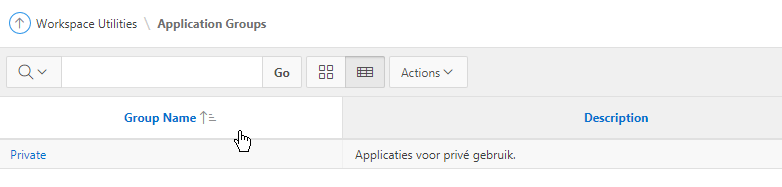 Workspace Utilities \ Application Groups
Go Actions
Group Name Description
Private Applicaties voor privé gebruik.